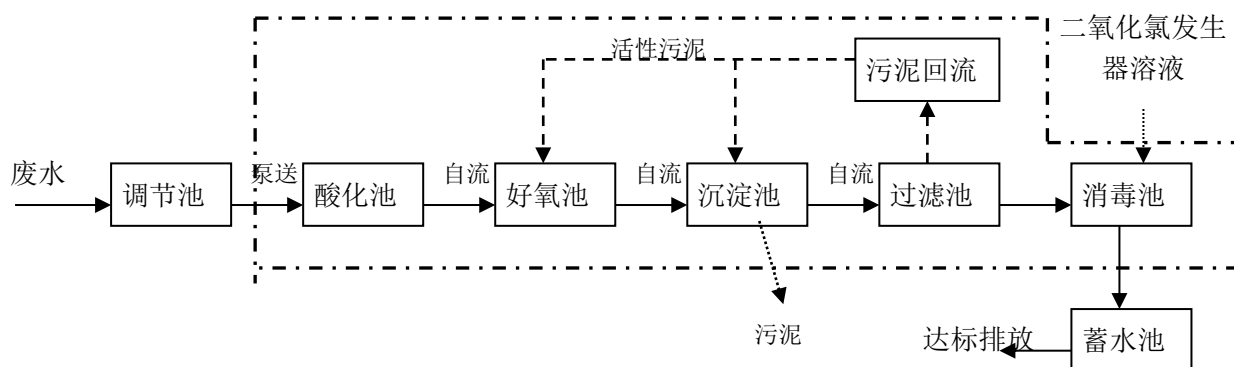 二氧化氯发生
器溶液
活性污泥
污泥回流
废水
调节池
泵送
酸化池
自流
好氧池
自流
沉淀池
自流
过滤池
消毒池
污泥
达标排放
蓄水池